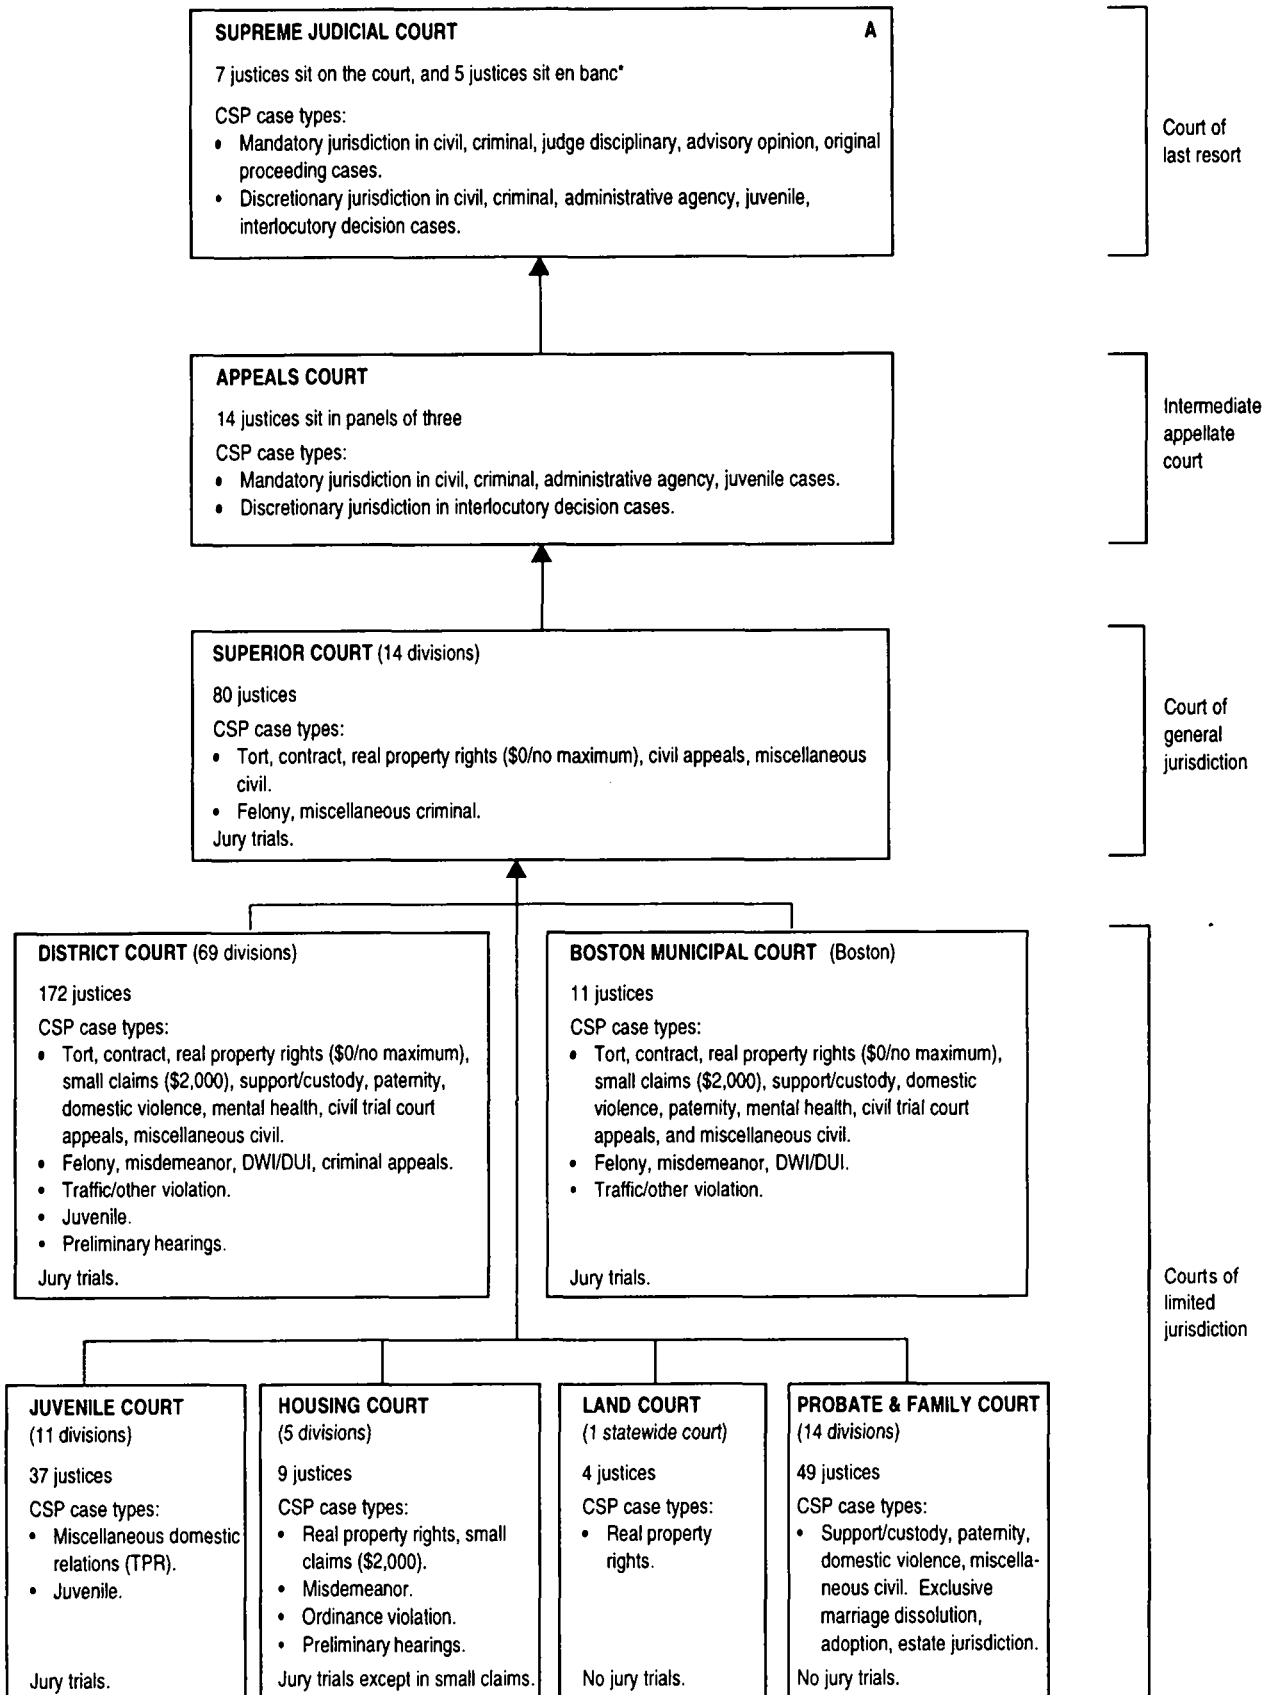 SUPREME JUDICIAL COURT A
7 justices sit on the court, and 5 justices sit en banc*
CSP case types:
• Mandatory jurisdiction in civil, criminal, judge disciplinary, advisory opinion, original
proceeding cases.
• Discretionary jurisdiction in civil, criminal, administrative agency, juvenile,
interlocutory decision cases.
Court of
last resort
APPEALS COURT
14 justices sit in panels of three
CSP case types:
• Mandatory jurisdiction in civil, criminal, administrative agency, juvenile cases.
• Discretionary jurisdiction in interlocutory decision cases.
Intermediate
appellate
court
SUPERIOR COURT (14 divisions)
80 justices
CSP case types:
• Tort, contract, real property rights ($0/no maximum), civil appeals, miscellaneous
civil.
• Felony, miscellaneous criminal.
Jury trials.
Court of
general
jurisdiction
DISTRICT COURT (69 divisions)
172 justices
CSP case types:
• Tort, contract, real property rights ($0/no maximum),
small claims ($2,000), support/custody, paternity,
domestic violence, mental health, civil trial court
appeals, miscellaneous civil.
• Felony, misdemeanor, DWI/DUI, criminal appeals.
• Traffic/other violation.
• Juvenile.
• Preliminary hearings.
Jury trials.
BOSTON MUNICIPAL COURT (Boston)
11 justices
CSP case types:
• Tort, contract, real property rights ($0/no maximum),
small claims ($2,000), support/custody, domestic
violence, paternity, mental health, civil trial court
appeals, and miscellaneous civil.
• Felony, misdemeanor, DWI/DUI.
• Traffic/other violation.
Jury trials.
Courts of
limited
jurisdiction
JUVENILE COURT
(11 divisions)
37 justices
CSP case types:
• Miscellaneous domestic
relations (TPR).
• Juvenile.
Jury trials.
HOUSING COURT
(5 divisions)
9 justices
CSP case types:
• Real property rights, small
claims ($2,000).
• Misdemeanor.
• Ordinance violation.
• Preliminary hearings.
Jury trials except in small claims.
LAND COURT
(1 statewide court)
4 justices
CSP case types:
• Real property
rights.
No jury trials.
PROBATE & FAMILY COURT
(14 divisions)
49 justices
CSP case types:
• Support/custody, paternity,
domestic violence, miscella-
neous civil. Exclusive
marriage dissolution,
adoption, estate jurisdiction.
No jury trials.